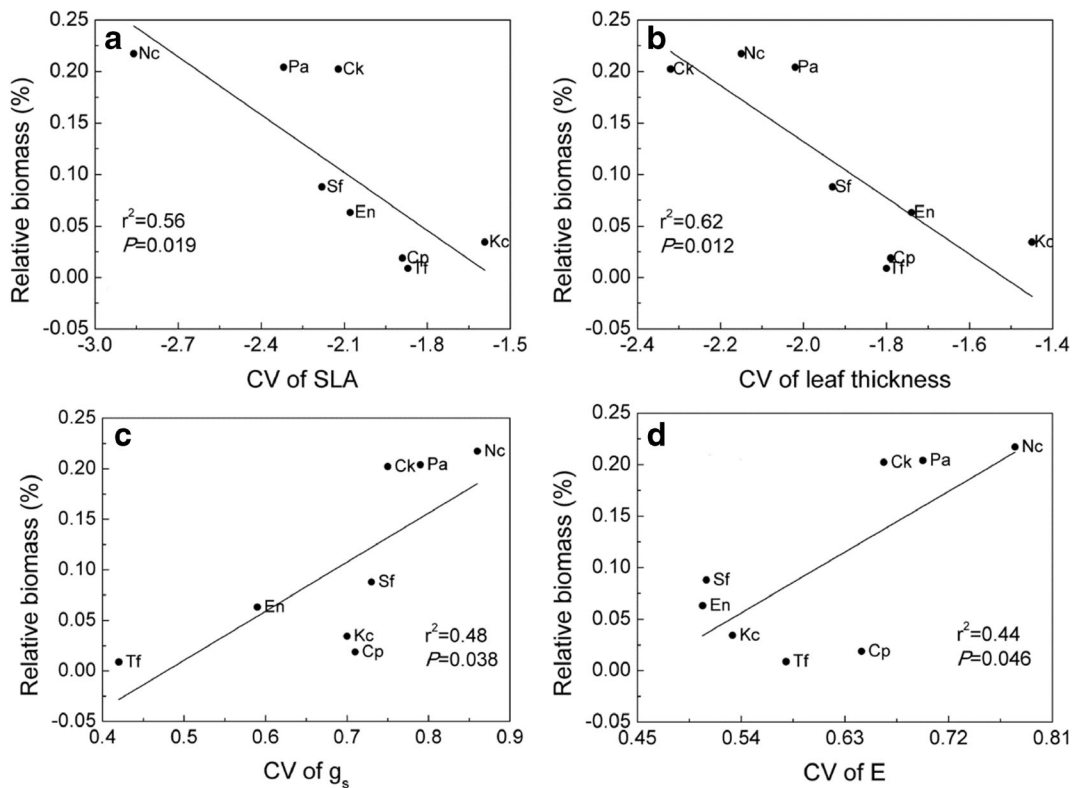 a
0.25
0.20
0.15
0.10
0.05
0.00
-0.05
Relative biomass (%)
Nc
Pa
Ck
Sf
En
Cp
Tf
Kc
r²=0.56
P=0.019
-3.0 -2.7 -2.4 -2.1 -1.8 -1.5
CV of SLA
b
0.25
0.20
0.15
0.10
0.05
0.00
-0.05
Relative biomass (%)
Nc
Pa
Ck
Sf
En
Kc
Cp
Tf
r²=0.62
P=0.012
-2.4 -2.2 -2.0 -1.8 -1.6 -1.4
CV of leaf thickness
c
0.25
0.20
0.15
0.10
0.05
0.00
-0.05
Relative biomass (%)
Nc
Ck
Pa
Sf
En
Kc
Cp
Tf
r²=0.48
P=0.038
0.4 0.5 0.6 0.7 0.8 0.9
CV of gₛ
d
0.25
0.20
0.15
0.10
0.05
0.00
-0.05
Relative biomass (%)
Nc
Ck
Pa
Sf
En
Kc
Cp
Tf
r²=0.44
P=0.046
0.45 0.54 0.63 0.72 0.81
CV of E